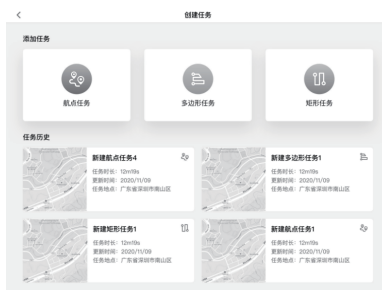 创建任务
添加任务
航点任务
多边形任务
矩形任务
任务历史
新建航点任务4
任务时长：12m19s
更新时间：2020/11/09
任务地点：广东省深圳市南山区
新建多边形任务1
任务时长：12m19s
更新时间：2020/11/09
任务地点：广东省深圳市南山区
新建矩形任务1
任务时长：12m19s
更新时间：2020/11/09
任务地点：广东省深圳市南山区
新建航点任务1
任务时长：12m19s
更新时间：2020/11/09
任务地点：广东省深圳市南山区